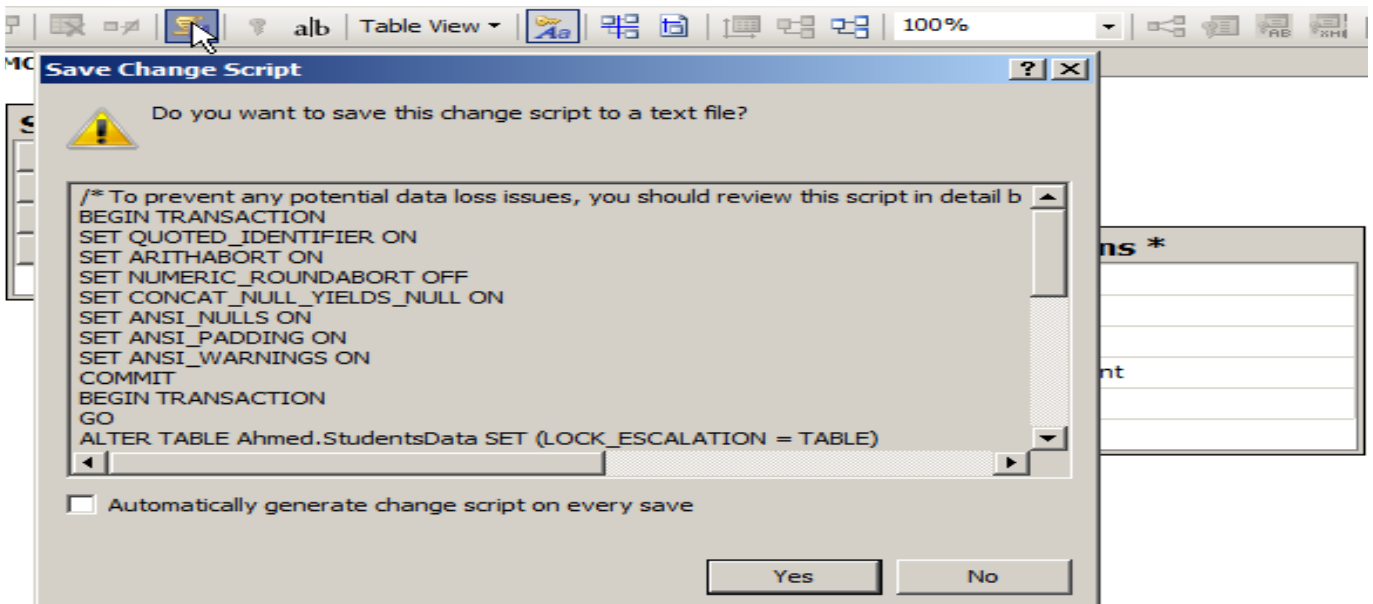 a|b Table View Aa 100%
MC
Save Change Script
Do you want to save this change script to a text file?
/* To prevent any potential data loss issues, you should review this script in detail b
BEGIN TRANSACTION
SET QUOTED_IDENTIFIER ON
SET ARITHABORT ON
SET NUMERIC_ROUNDABORT OFF
SET CONCAT_NULL_YIELDS_NULL ON
SET ANSI_NULLS ON
SET ANSI_PADDING ON
SET ANSI_WARNINGS ON
COMMIT
BEGIN TRANSACTION
GO
ALTER TABLE Ahmed.StudentsData SET (LOCK_ESCALATION = TABLE)
Automatically generate change script on every save
Yes No
S
ns *
nt